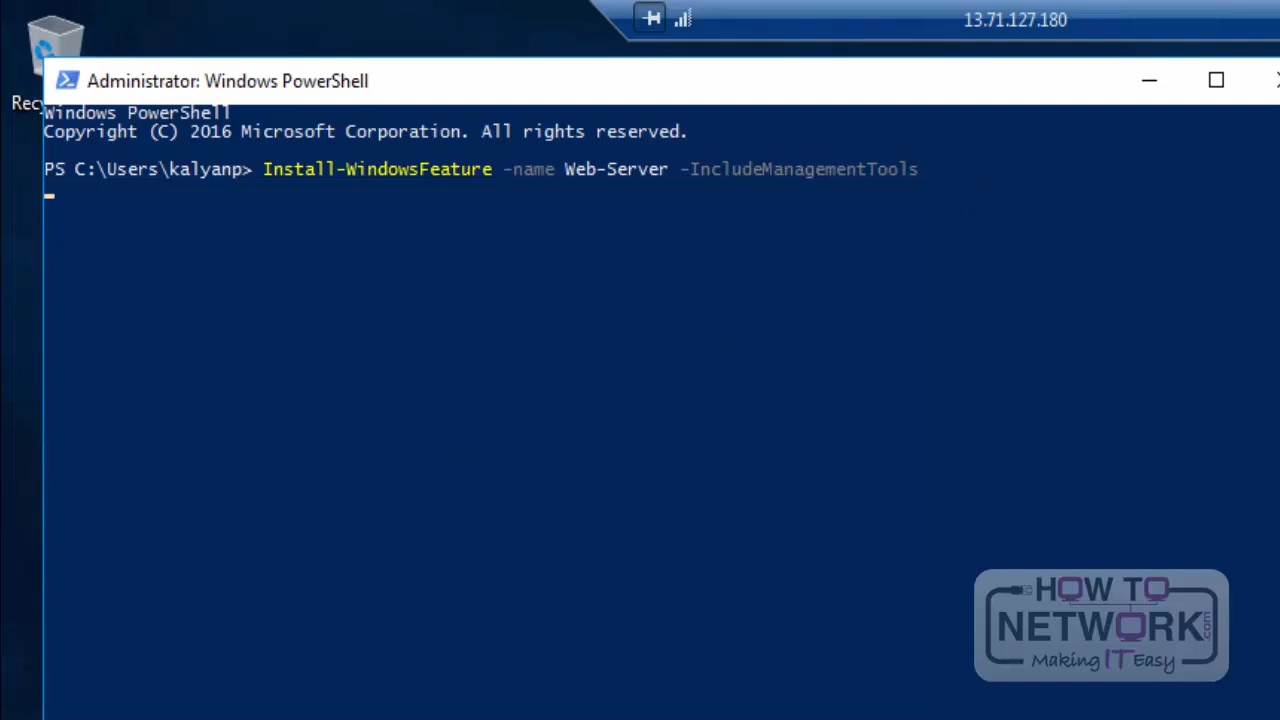 13.71.127.180
Administrator: Windows PowerShell
Rec
Windows PowerShell
Copyright (C) 2016 Microsoft Corporation. All rights reserved.
PS C:\Users\kalyanp> Install-WindowsFeature -name Web-Server -IncludeManagementTools
HOW TO
NETWORK.com
Making IT Easy